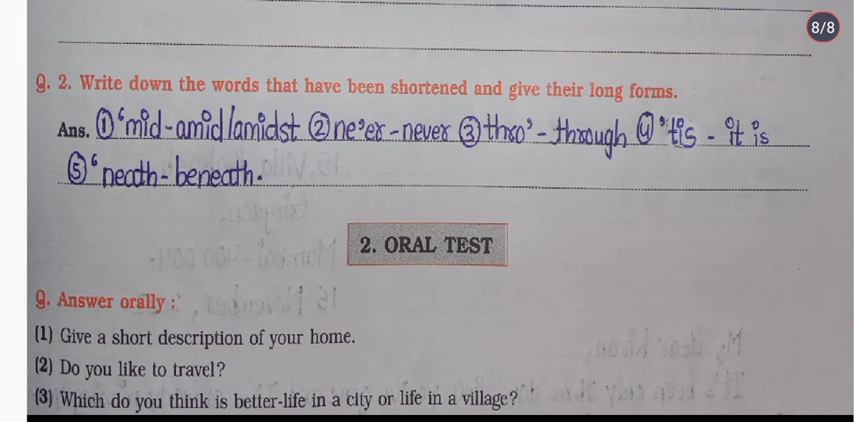 8/8
Q. 2. Write down the words that have been shortened and give their long forms.
Ans. ① 'mid-amid/amidst ② ne'er - never ③ thro' - through ④ 'tis - it is
⑤ 'neath - beneath.
2. ORAL TEST
Q. Answer orally :
(1) Give a short description of your home.
(2) Do you like to travel?
(3) Which do you think is better-life in a city or life in a village?